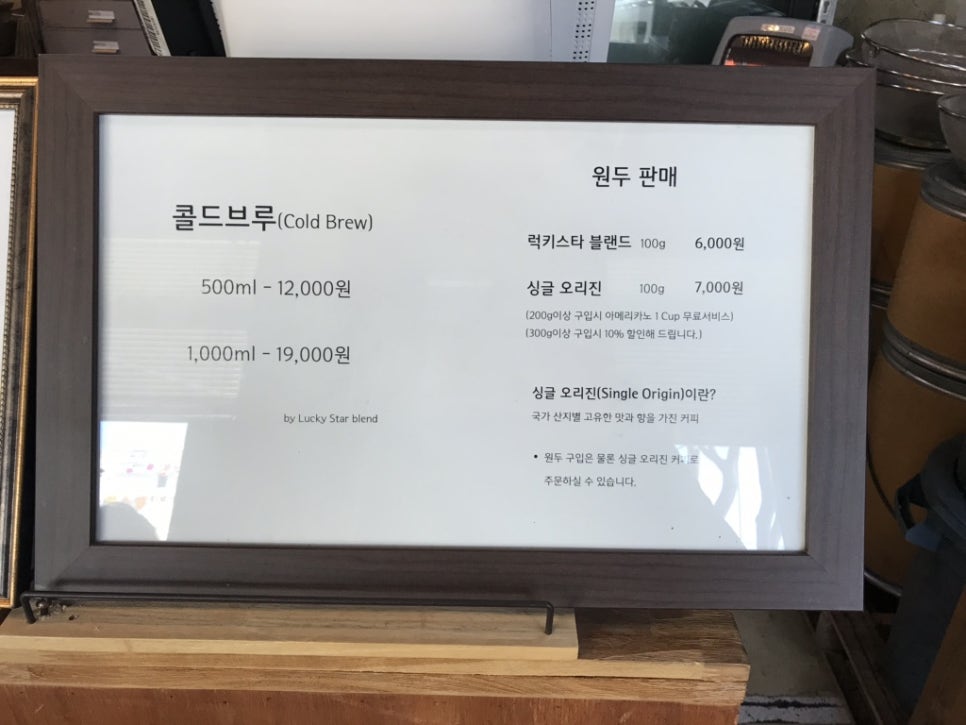 콜드브루(Cold Brew)
500ml - 12,000원
1,000ml - 19,000원
by Lucky Star blend
원두 판매
럭키스타 블랜드 100g 6,000원
싱글 오리진 100g 7,000원
(200g이상 구입시 아메리카노 1 Cup 무료서비스)
(300g이상 구입시 10% 할인해 드립니다.)
싱글 오리진(Single Origin)이란?
국가 산지별 고유한 맛과 향을 가진 커피
• 원두 구입은 물론 싱글 오리진 커피로
주문하실 수 있습니다.